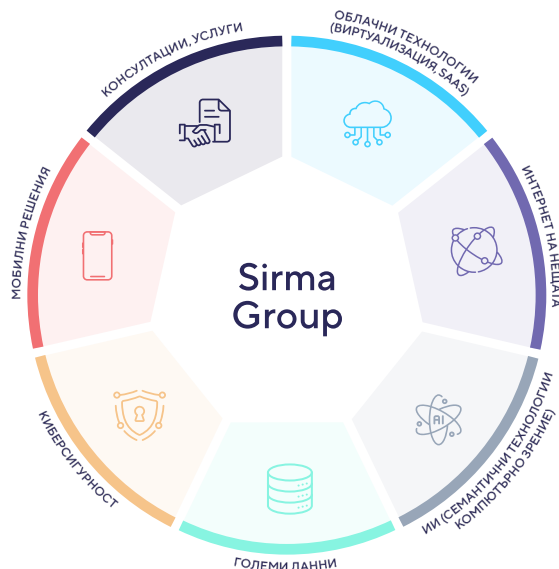 КОНСУЛТАЦИИ, УСЛУГИ
ОБЛАЧНИ ТЕХНОЛОГИИ
(ВИРТУАЛИЗАЦИЯ, SAAS)
ИНТЕРНЕТ НА НЕЩАТА
ИИ (СЕМАНТИЧНИ ТЕХНОЛОГИИ
КОМПЮТЪРНО ЗРЕНИЕ)
AI
ГОЛЕМИ ДАННИ
КИБЕРСИГУРНОСТ
МОБИЛНИ РЕШЕНИЯ
Sirma
Group